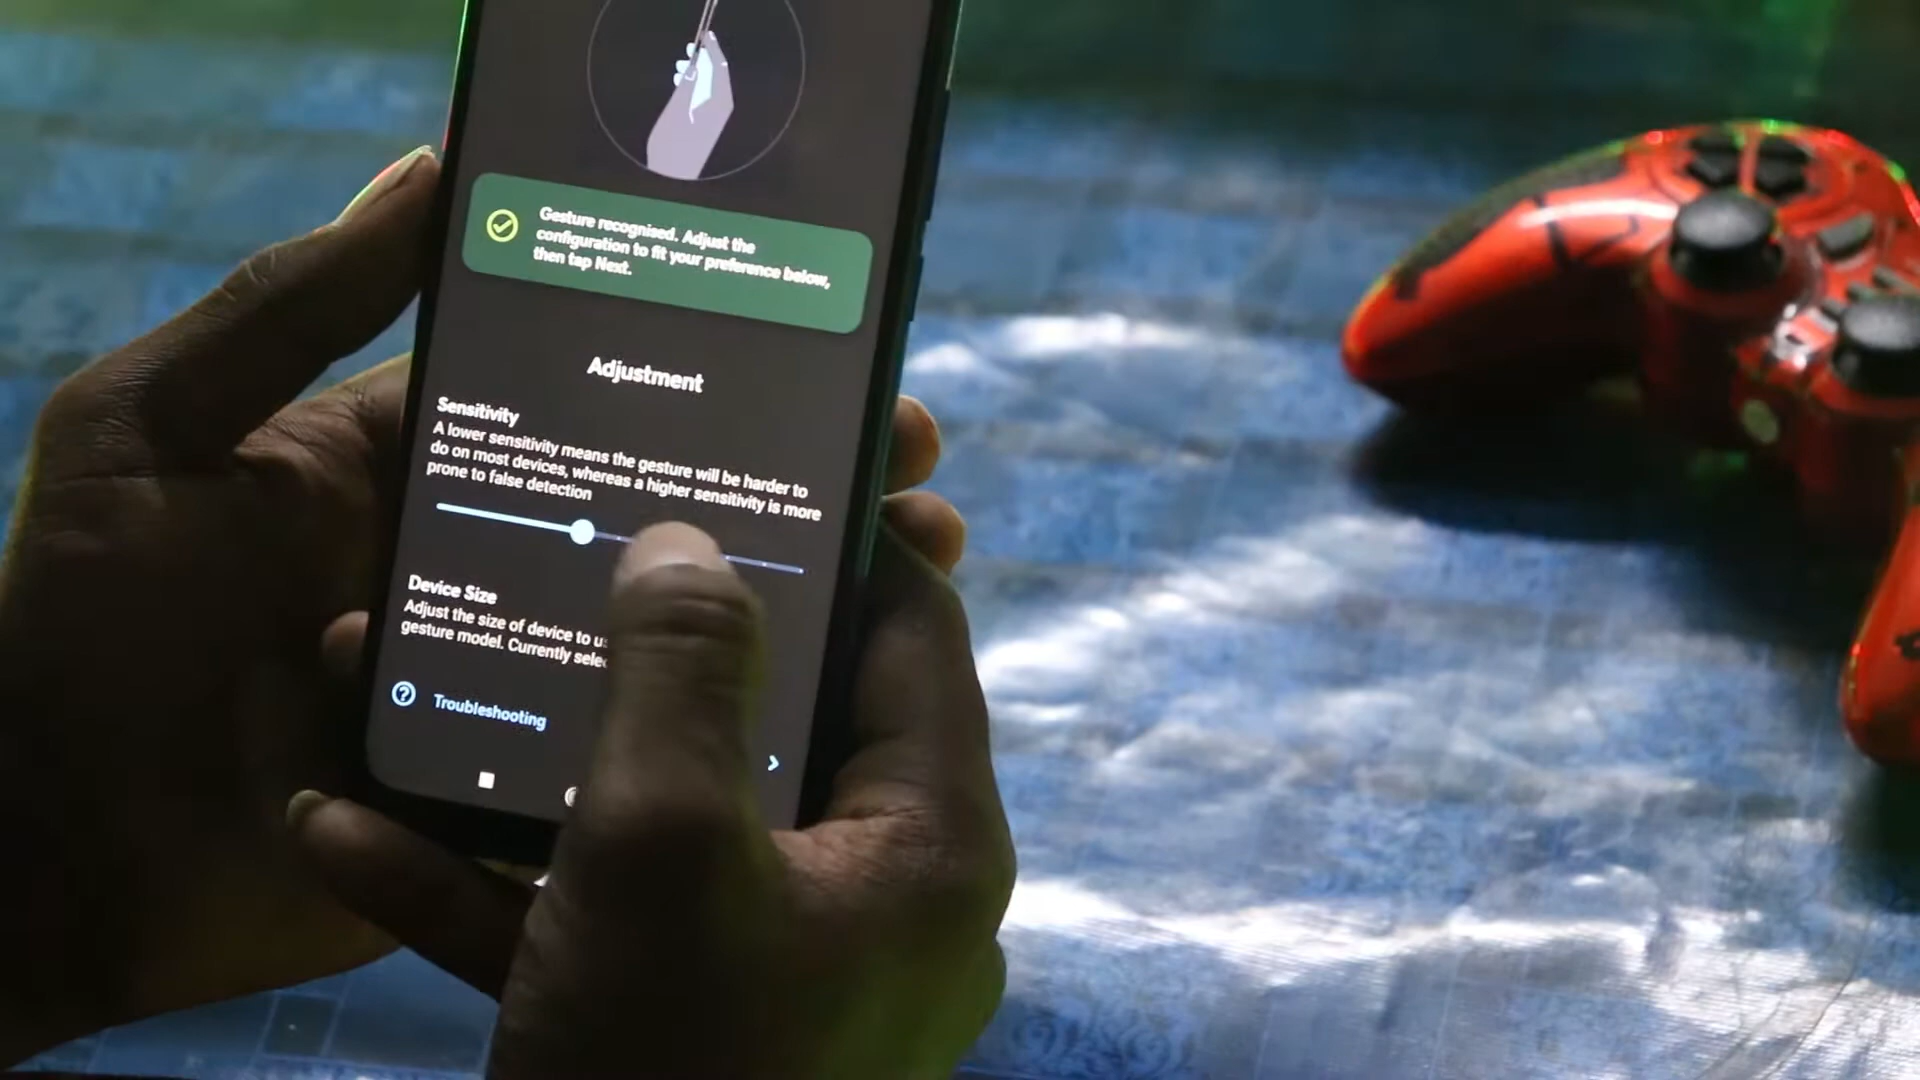 Gesture recognised. Adjust the
configuration to fit your preference below,
then tap Next.
Adjustment
Sensitivity
A lower sensitivity means the gesture will be harder to
do on most devices, whereas a higher sensitivity is more
prone to false detection
Device Size
Adjust the size of device to
gesture model. Currently
Troubleshooting